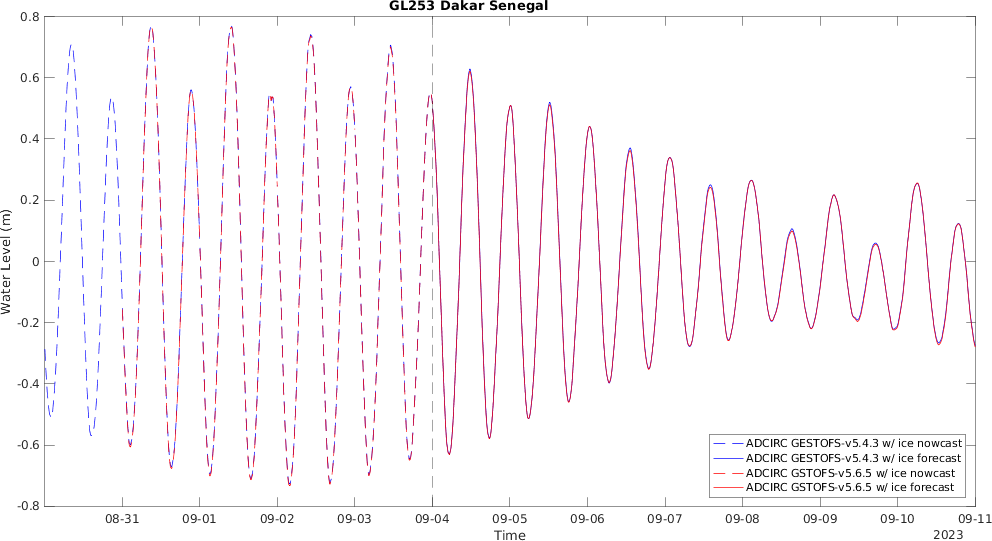 GL253 Dakar Senegal
0.8
0.6
0.4
0.2
0
-0.2
-0.4
-0.6
-0.8
Water Level (m)
ADCIRC GESTOFS-v5.4.3 w/ ice nowcast
ADCIRC GESTOFS-v5.4.3 w/ ice forecast
ADCIRC GSTOFS-v5.6.5 w/ ice nowcast
ADCIRC GSTOFS-v5.6.5 w/ ice forecast
08-31 09-01 09-02 09-03 09-04 09-05 09-06 09-07 09-08 09-09 09-10 09-11
Time
2023